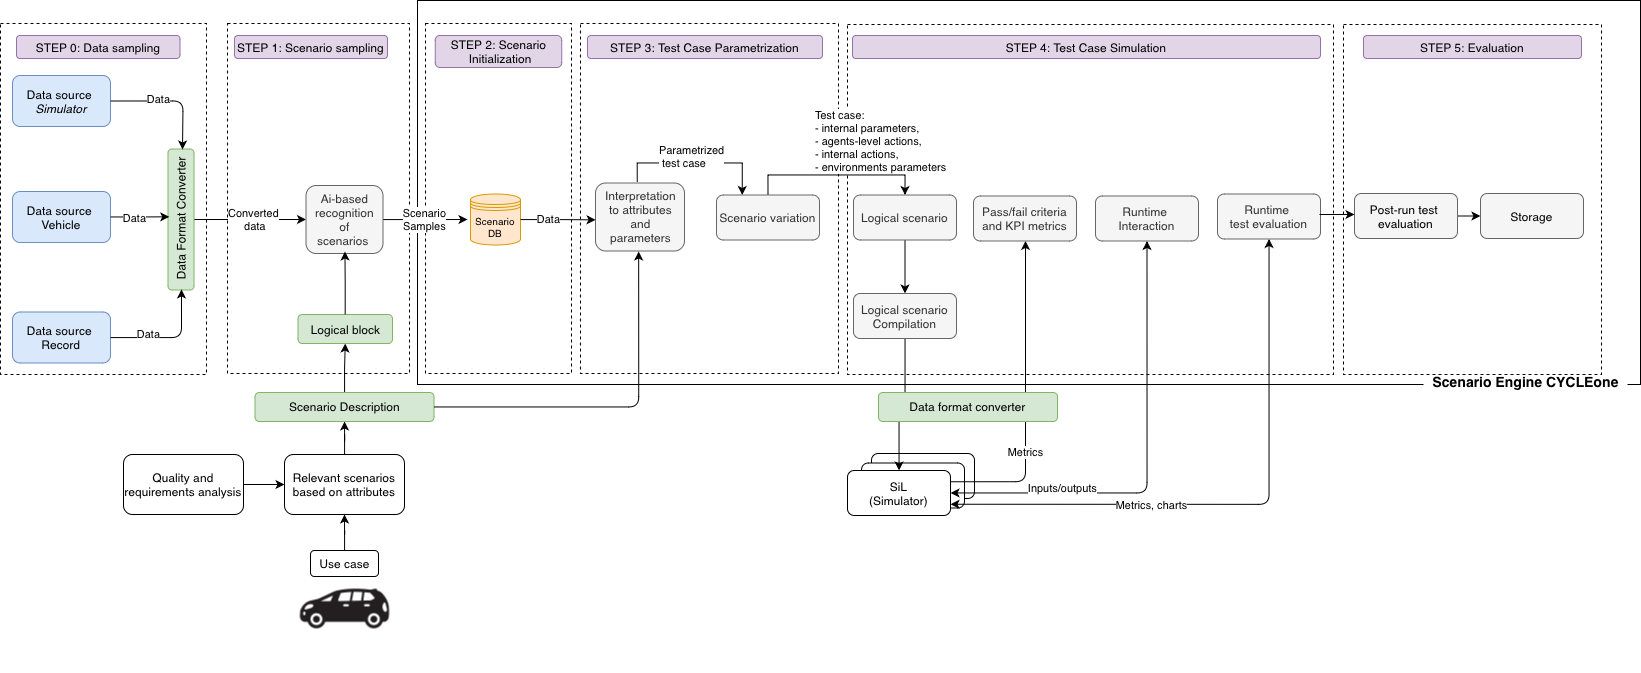 STEP 0: Data sampling
STEP 1: Scenario sampling
STEP 2: Scenario
Initialization
STEP 3: Test Case Parametrization
STEP 4: Test Case Simulation
STEP 5: Evaluation
Data source
Simulator
Data
Data source
Vehicle
Data
Data source
Record
Data
Data Format Converter
Converted
data
Ai-based
recognition
of
scenarios
Logical block
Scenario
Samples
Scenario
DB
Data
Interpretation
to attributes
and
parameters
Parametrized
test case
Scenario variation
Test case:
- internal parameters,
- agents-level actions,
- internal actions,
- environments parameters
Logical scenario
Logical scenario
Compilation
Pass/fail criteria
and KPI metrics
Runtime
Interaction
Runtime
test evaluation
Post-run test
evaluation
Storage
Scenario Engine CYCLEone
Scenario Description
Data format converter
Quality and
requirements analysis
Relevant scenarios
based on attributes
Use case
Metrics
SiL
(Simulator)
Inputs/outputs
Metrics, charts